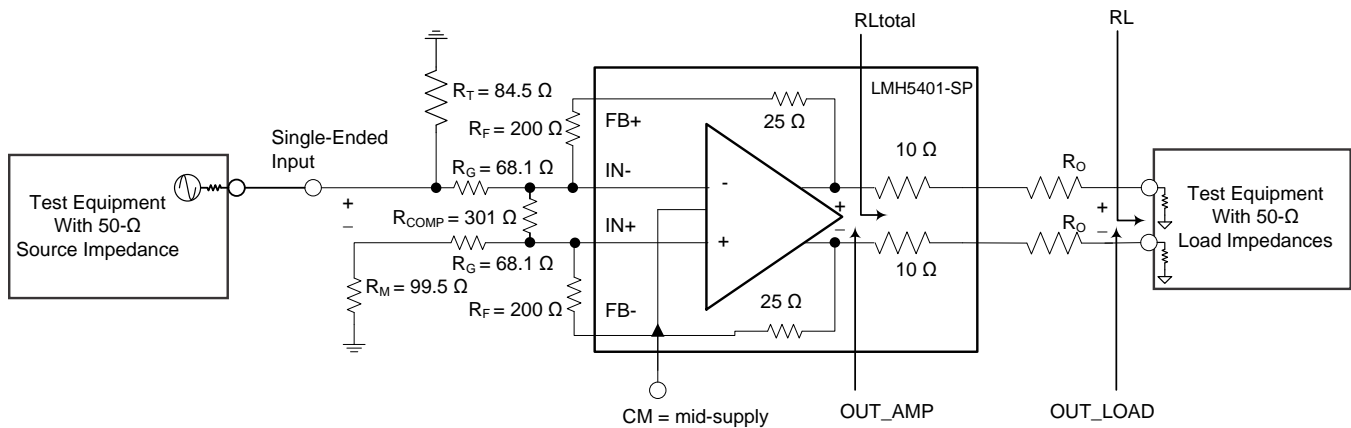 RLtotal
RL
LMH5401-SP
R_T = 84.5 Ω
R_F = 200 Ω
FB+
25 Ω
Single-Ended
Input
R_G = 68.1 Ω
IN-
-
10 Ω
R_O
Test Equipment
With 50-Ω
Source Impedance
+
–
R_COMP = 301 Ω
IN+
+
+
–
10 Ω
R_O
+
–
Test Equipment
With 50-Ω
Load Impedances
R_G = 68.1 Ω
R_M = 99.5 Ω
R_F = 200 Ω
FB-
25 Ω
CM = mid-supply
OUT_AMP
OUT_LOAD